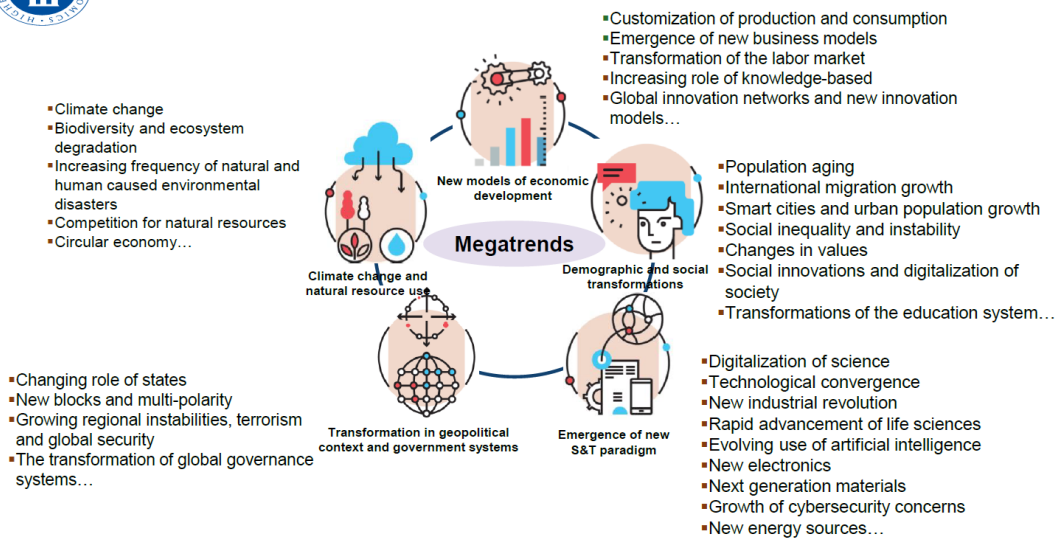 HIGHER
ECONOMICS
▪Customization of production and consumption
▪Emergence of new business models
▪Transformation of the labor market
▪Increasing role of knowledge-based
▪Global innovation networks and new innovation
models…
▪Climate change
▪Biodiversity and ecosystem
degradation
▪Increasing frequency of natural and
human caused environmental
disasters
▪Competition for natural resources
▪Circular economy…
New models of economic
development
▪Population aging
▪International migration growth
▪Smart cities and urban population growth
▪Social inequality and instability
▪Changes in values
▪Social innovations and digitalization of
society
▪Transformations of the education system…
Megatrends
Climate change and
natural resource use
Demographic and social
transformations
▪Changing role of states
▪New blocks and multi-polarity
▪Growing regional instabilities, terrorism
and global security
▪The transformation of global governance
systems…
Transformation in geopolitical
context and government systems
Emergence of new
S&T paradigm
▪Digitalization of science
▪Technological convergence
▪New industrial revolution
▪Rapid advancement of life sciences
▪Evolving use of artificial intelligence
▪New electronics
▪Next generation materials
▪Growth of cybersecurity concerns
▪New energy sources…